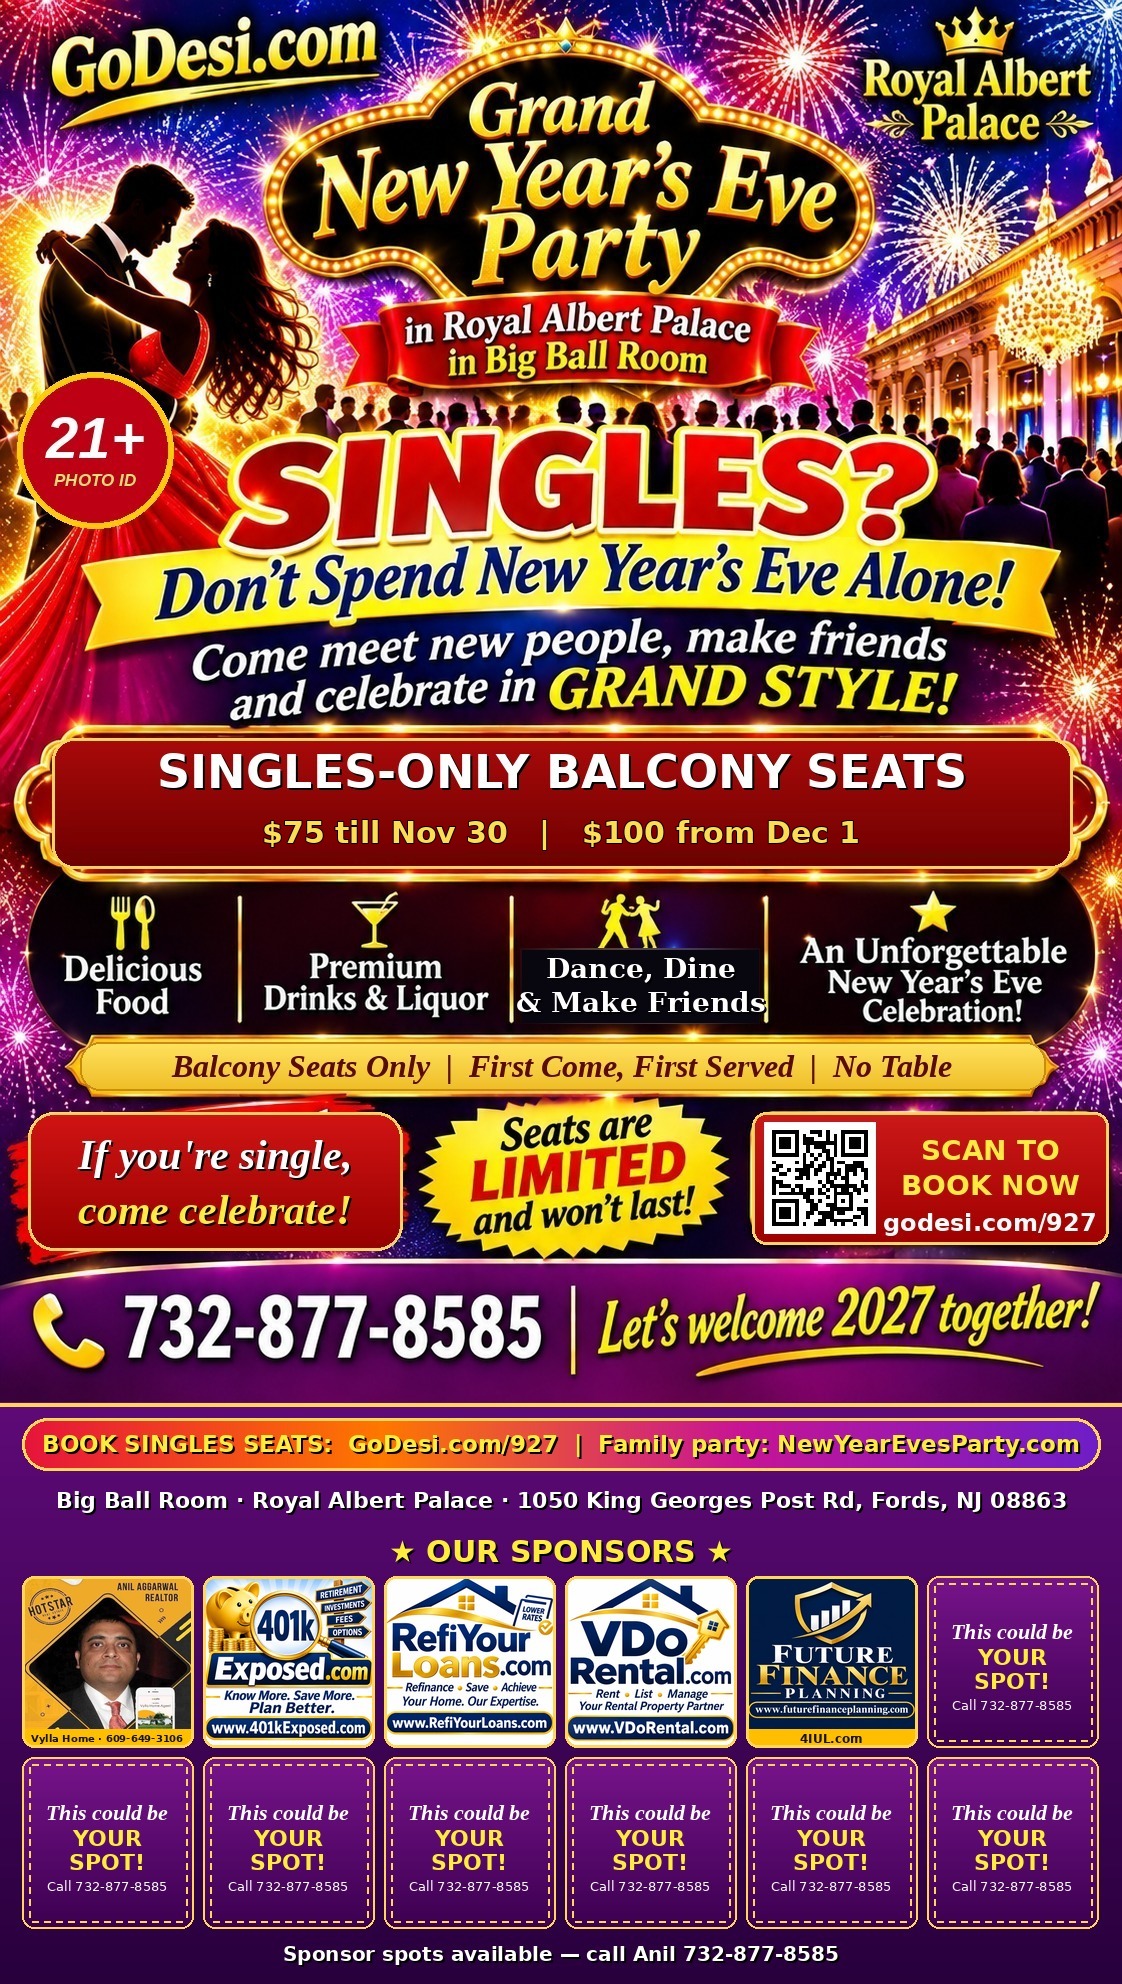 GoDesi.com
Royal Albert
Palace
Grand
New Year's Eve
Party
in Royal Albert Palace
in Big Ball Room
21+
PHOTO ID
SINGLES?
Don't Spend New Year's Eve Alone!
Come meet new people, make friends
and celebrate in GRAND STYLE!
SINGLES-ONLY BALCONY SEATS
$75 till Nov 30 | $100 from Dec 1
Delicious
Food
Premium
Drinks & Liquor
Dance, Dine
& Make Friends
An Unforgettable
New Year's Eve
Celebration!
Balcony Seats Only | First Come, First Served | No Table
If you're single,
come celebrate!
Seats are
LIMITED
and won't last!
SCAN TO
BOOK NOW
godesi.com/927
732-877-8585
Let's welcome 2027 together!
BOOK SINGLES SEATS: GoDesi.com/927 | Family party: NewYearEvesParty.com
Big Ball Room · Royal Albert Palace · 1050 King Georges Post Rd, Fords, NJ 08863
★ OUR SPONSORS ★
ANIL AGGARWAL
REALTOR
HOTSTAR
Vylla Home · 609-649-3106
401k
RETIREMENT
INVESTMENTS
FEES
OPTIONS
Exposed.com
Know More. Save More.
Plan Better.
www.401kExposed.com
LOWER
RATES
RefiYour
Loans.com
Refinance • Save • Achieve
Your Home. Our Expertise.
www.RefiYourLoans.com
VDo
Rental.com
Rent • List • Manage
Your Rental Property Partner
www.VDoRental.com
FUTURE
FINANCE
PLANNING
www.futurefinanceplanning.com
4IUL.com
This could be
YOUR
SPOT!
Call 732-877-8585
This could be
YOUR
SPOT!
Call 732-877-8585
This could be
YOUR
SPOT!
Call 732-877-8585
This could be
YOUR
SPOT!
Call 732-877-8585
This could be
YOUR
SPOT!
Call 732-877-8585
This could be
YOUR
SPOT!
Call 732-877-8585
This could be
YOUR
SPOT!
Call 732-877-8585
Sponsor spots available — call Anil 732-877-8585